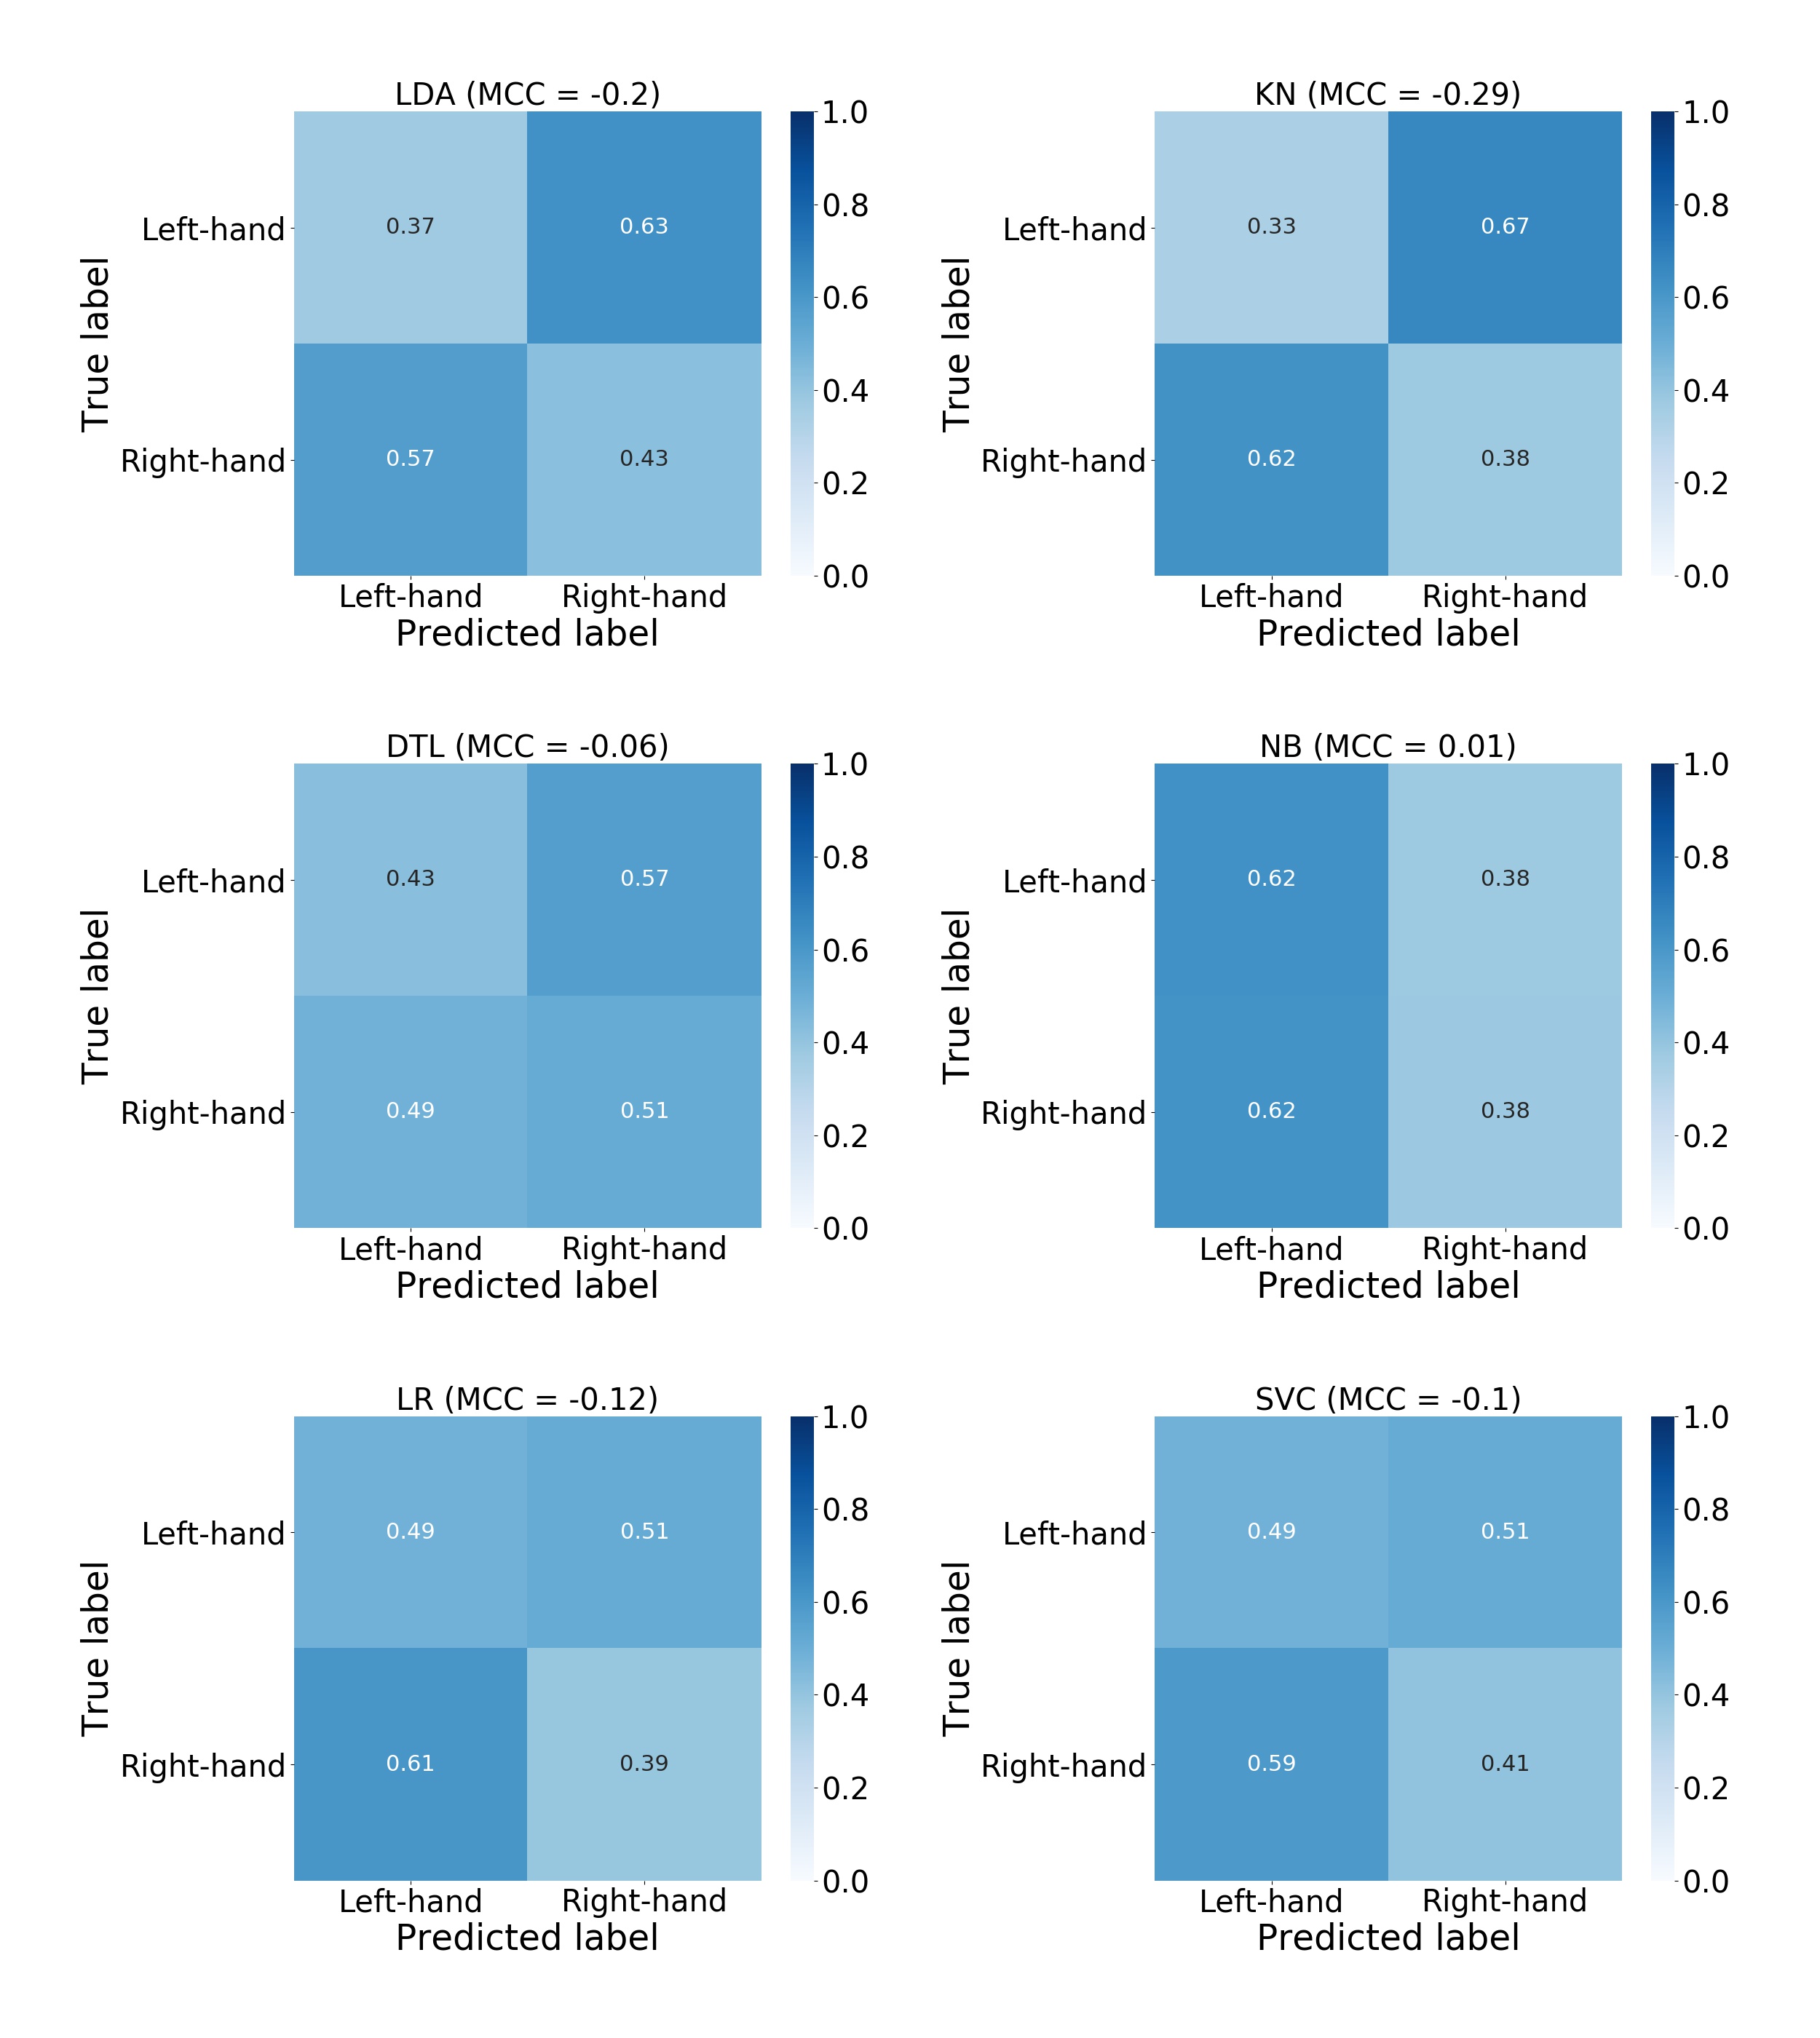 LDA (MCC = -0.2)
True label
Left-hand
Right-hand
0.37 0.63
0.57 0.43
Left-hand Right-hand
Predicted label
1.0
0.8
0.6
0.4
0.2
0.0
KN (MCC = -0.29)
True label
Left-hand
Right-hand
0.33 0.67
0.62 0.38
Left-hand Right-hand
Predicted label
1.0
0.8
0.6
0.4
0.2
0.0
DTL (MCC = -0.06)
True label
Left-hand
Right-hand
0.43 0.57
0.49 0.51
Left-hand Right-hand
Predicted label
1.0
0.8
0.6
0.4
0.2
0.0
NB (MCC = 0.01)
True label
Left-hand
Right-hand
0.62 0.38
0.62 0.38
Left-hand Right-hand
Predicted label
1.0
0.8
0.6
0.4
0.2
0.0
LR (MCC = -0.12)
True label
Left-hand
Right-hand
0.49 0.51
0.61 0.39
Left-hand Right-hand
Predicted label
1.0
0.8
0.6
0.4
0.2
0.0
SVC (MCC = -0.1)
True label
Left-hand
Right-hand
0.49 0.51
0.59 0.41
Left-hand Right-hand
Predicted label
1.0
0.8
0.6
0.4
0.2
0.0